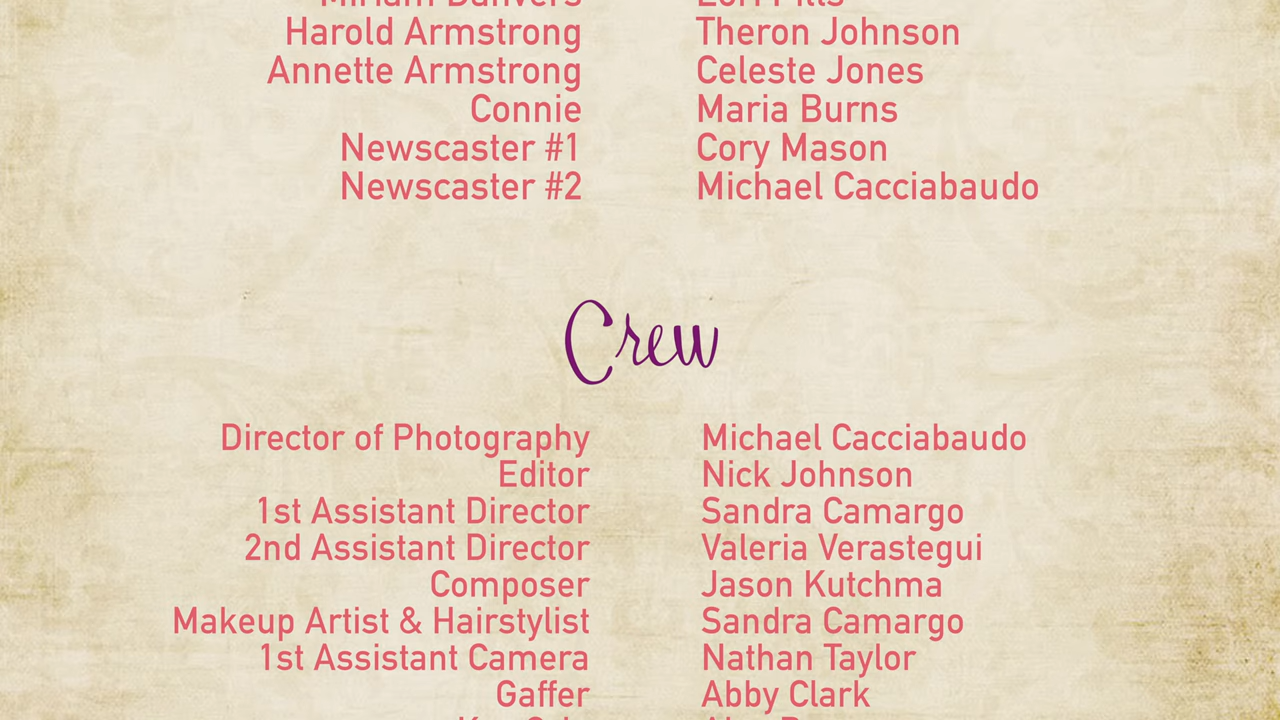 Miriam Danvers
Harold Armstrong Theron Johnson
Annette Armstrong Celeste Jones
Connie Maria Burns
Newscaster #1 Cory Mason
Newscaster #2 Michael Cacciabaudo
Crew
Director of Photography Michael Cacciabaudo
Editor Nick Johnson
1st Assistant Director Sandra Camargo
2nd Assistant Director Valeria Verastegui
Composer Jason Kutchma
Makeup Artist & Hairstylist Sandra Camargo
1st Assistant Camera Nathan Taylor
Gaffer Abby Clark